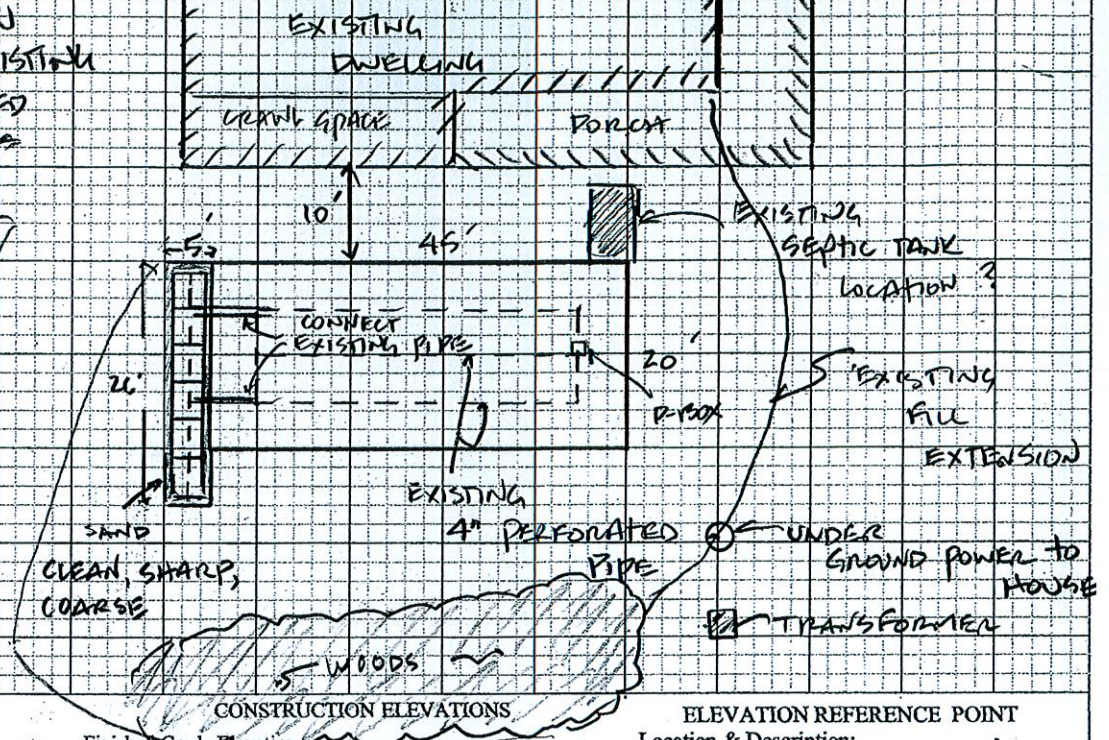 ISTING
EXISTING
DWELLING
CRAWL SPACE
PORCH
10'
5'
45'
EXISTING
SEPTIC TANK
LOCATION ?
CONNECT
EXISTING PIPE
20'
26'
D-BOX
EXISTING
FILL
EXTENSION
EXISTING
4" PERFORATED
PIPE
SAND
CLEAN, SHARP,
COARSE
UNDER
GROUND POWER to
HOUSE
TRANSFORMER
WOODS
CONSTRUCTION ELEVATIONS
ELEVATION REFERENCE POINT
Location & Description: